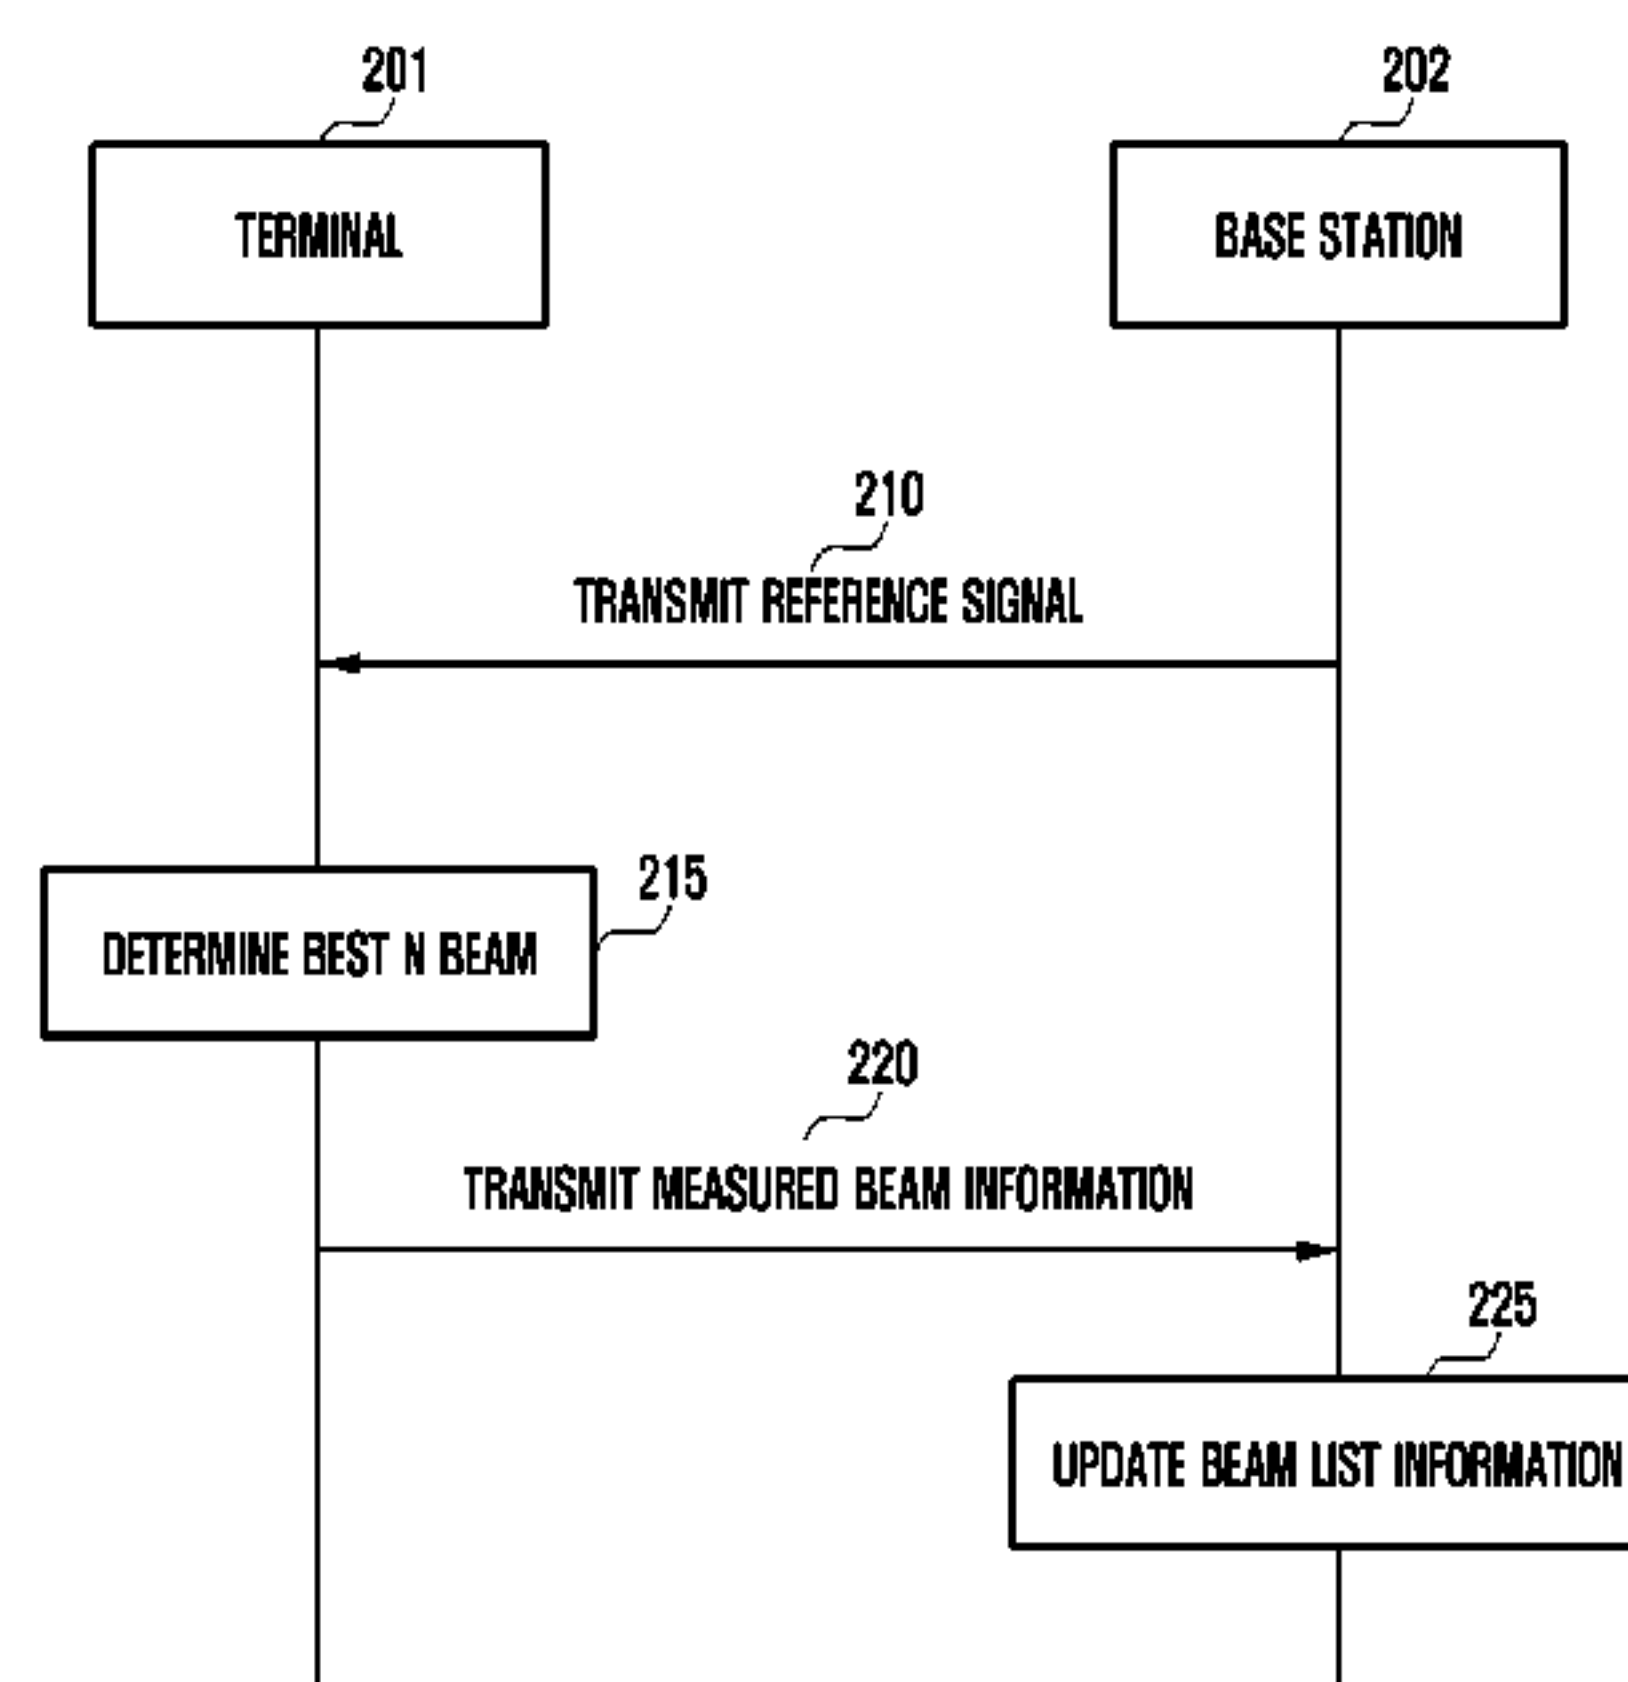 201
202
TERMINAL
BASE STATION
210
TRANSMIT REFERENCE SIGNAL
215
DETERMINE BEST N BEAM
220
TRANSMIT MEASURED BEAM INFORMATION
225
UPDATE BEAM LIST INFORMATION